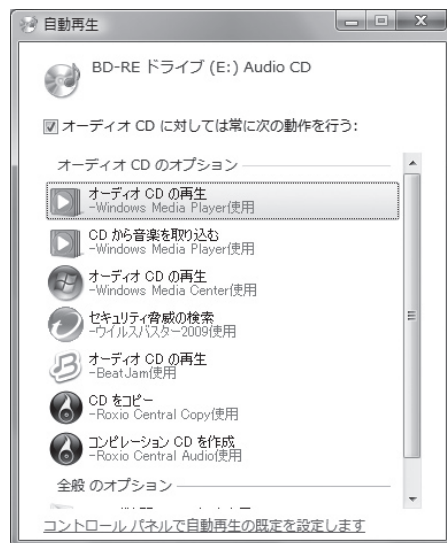 自動再生
BD-RE ドライブ (E:) Audio CD
オーディオ CD に対しては常に次の動作を行う:
オーディオ CD のオプション
オーディオ CD の再生
-Windows Media Player使用
CD から音楽を取り込む
-Windows Media Player使用
オーディオ CD の再生
-Windows Media Center使用
セキュリティ脅威の検索
-ウイルスバスター2009使用
オーディオ CD の再生
-BeatJam使用
CD をコピー
-Roxio Central Copy使用
コンピレーション CD を作成
-Roxio Central Audio使用
全般 のオプション
コントロール パネルで自動再生の既定を設定します